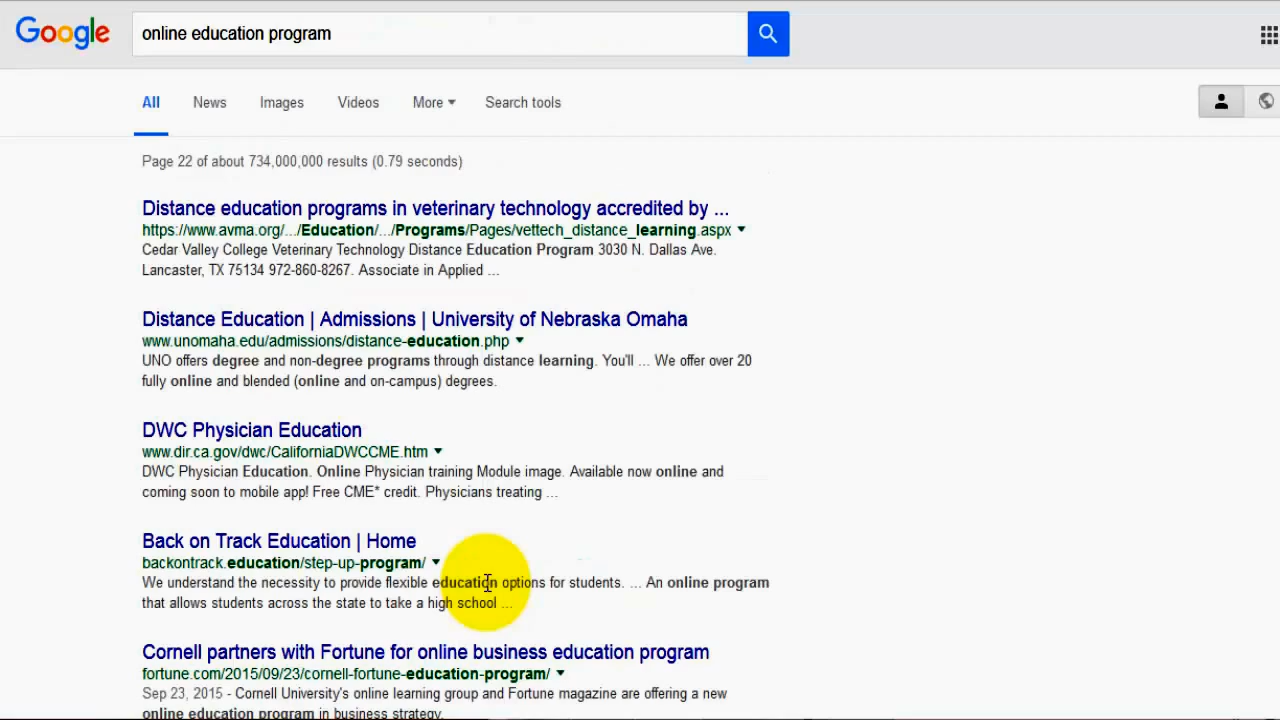 Google
online education program
All News Images Videos More Search tools
Page 22 of about 734,000,000 results (0.79 seconds)
Distance education programs in veterinary technology accredited by ...
https://www.avma.org/.../Education/.../Programs/Pages/vettech_distance_learning.aspx
Cedar Valley College Veterinary Technology Distance Education Program 3030 N. Dallas Ave.
Lancaster, TX 75134 972-860-8267. Associate in Applied ...
Distance Education | Admissions | University of Nebraska Omaha
www.unomaha.edu/admissions/distance-education.php
UNO offers degree and non-degree programs through distance learning. You'll ... We offer over 20
fully online and blended (online and on-campus) degrees.
DWC Physician Education
www.dir.ca.gov/dwc/CaliforniaDWCCME.htm
DWC Physician Education. Online Physician training Module image. Available now online and
coming soon to mobile app! Free CME* credit. Physicians treating ...
Back on Track Education | Home
backontrack.education/step-up-program/
We understand the necessity to provide flexible education options for students. ... An online program
that allows students across the state to take a high school ...
Cornell partners with Fortune for online business education program
fortune.com/2015/09/23/cornell-fortune-education-program/
Sep 23, 2015 - Cornell University's online learning group and Fortune magazine are offering a new
online education program in business strategy.